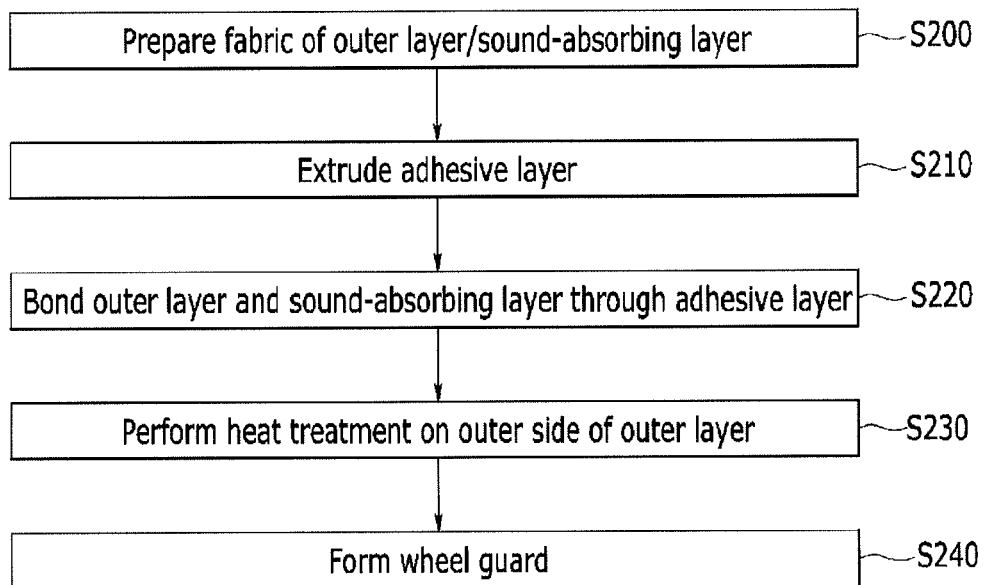 Prepare fabric of outer layer/sound-absorbing layer S200
Extrude adhesive layer S210
Bond outer layer and sound-absorbing layer through adhesive layer S220
Perform heat treatment on outer side of outer layer S230
Form wheel guard S240